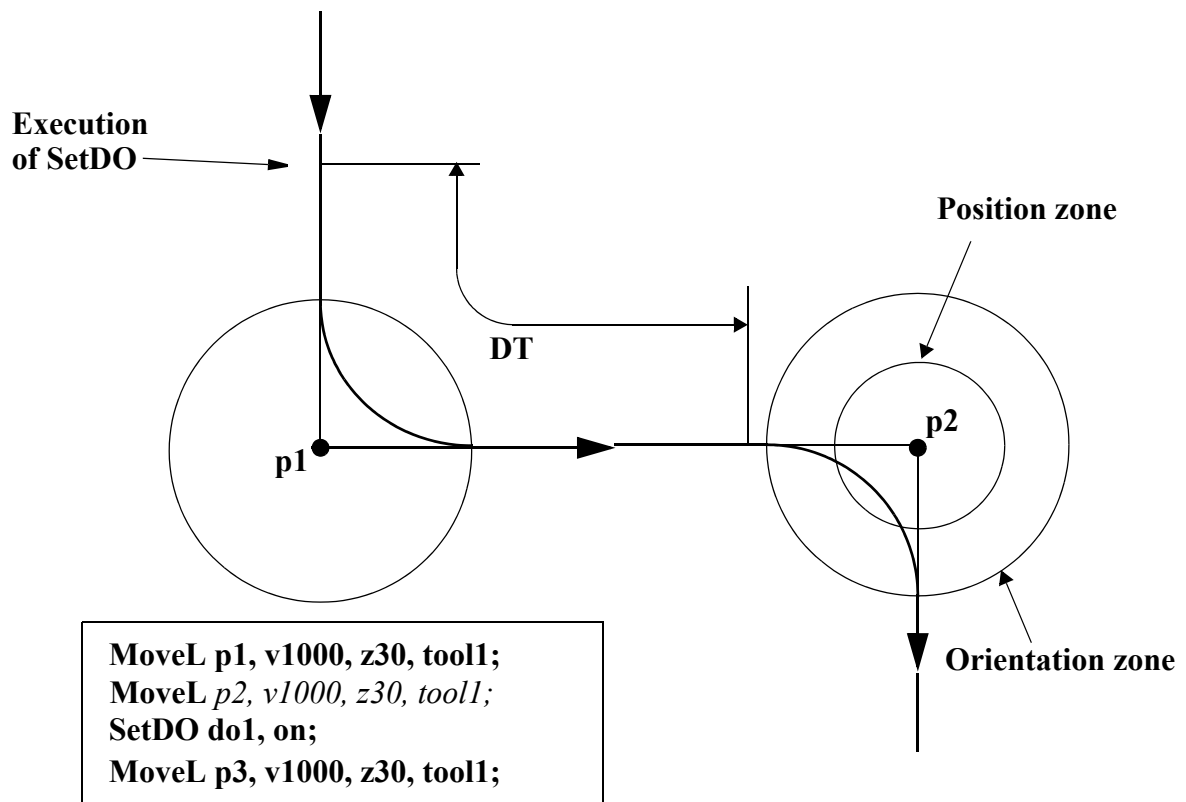 Execution
of SetDO
Position zone
DT
p1
p2
Orientation zone
MoveL p1, v1000, z30, tool1;
MoveL p2, v1000, z30, tool1;
SetDO do1, on;
MoveL p3, v1000, z30, tool1;